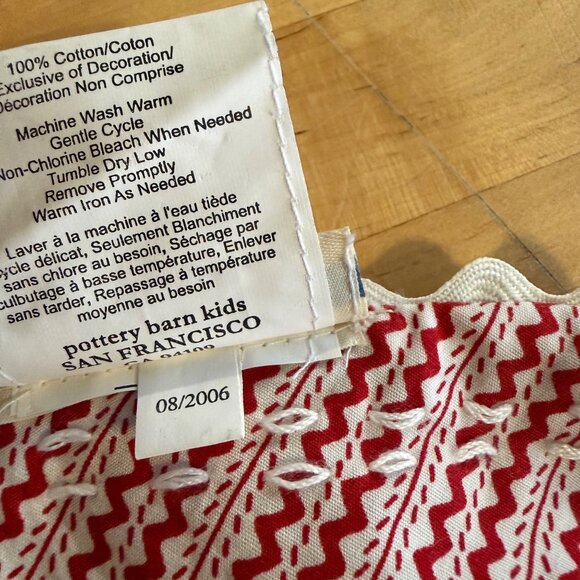 100% Cotton/Coton
Exclusive of Decoration/
Décoration Non Comprise
Machine Wash Warm
Gentle Cycle
Non-Chlorine Bleach When Needed
Tumble Dry Low
Remove Promptly
Warm Iron As Needed
Laver à la machine à l'eau tiède
cycle délicat, Seulement Blanchiment
sans chlore au besoin, Séchage par
culbutage à basse température, Enlever
sans tarder, Repassage à température
moyenne au besoin
pottery barn kids
SAN FRANCISCO
08/2006